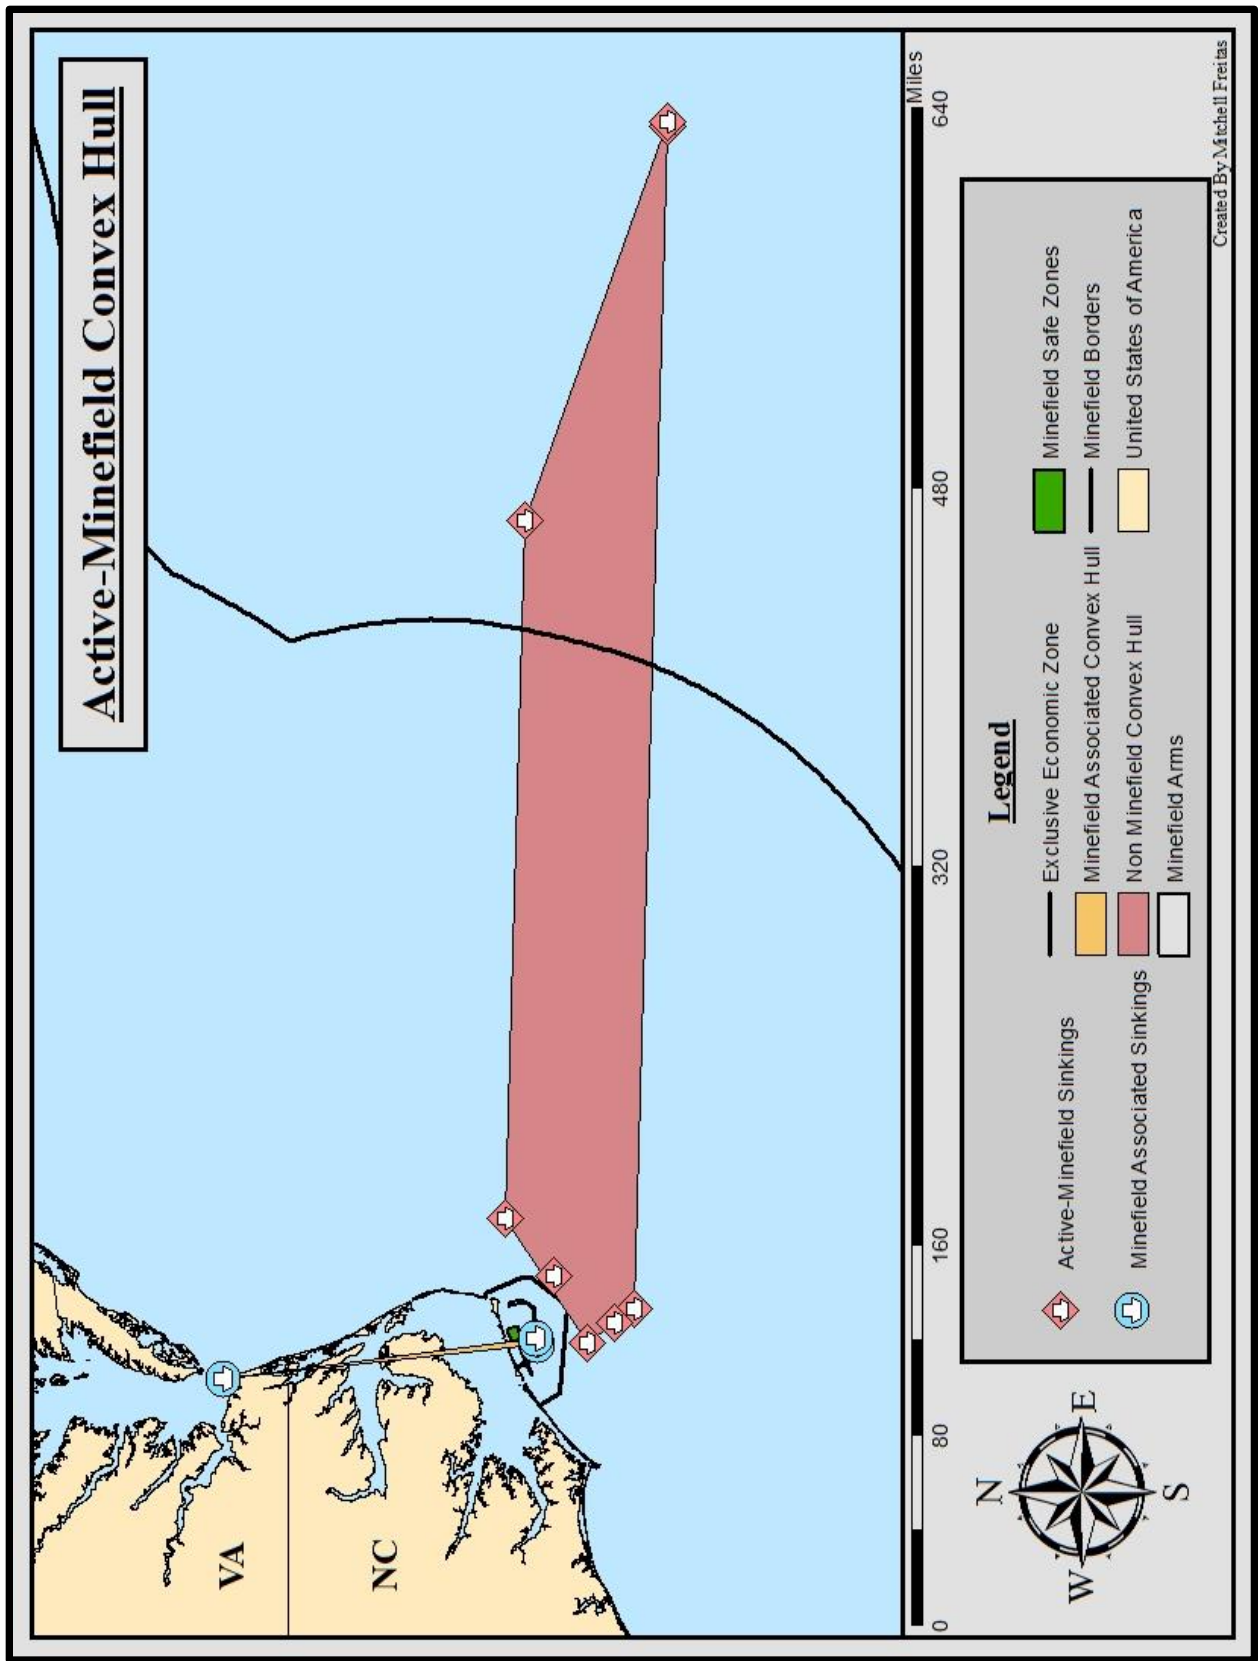 Active-Minefield Convex Hull
VA
NC
Miles
0 80 160 320 480 640
Legend
Active-Minefield Sinkings
Minefield Associated Sinkings
Exclusive Economic Zone
Minefield Associated Convex Hull
Non Minefield Convex Hull
Minefield Arms
Minefield Safe Zones
Minefield Borders
United States of America
N
W E
S
Created By Mitchell Freitas